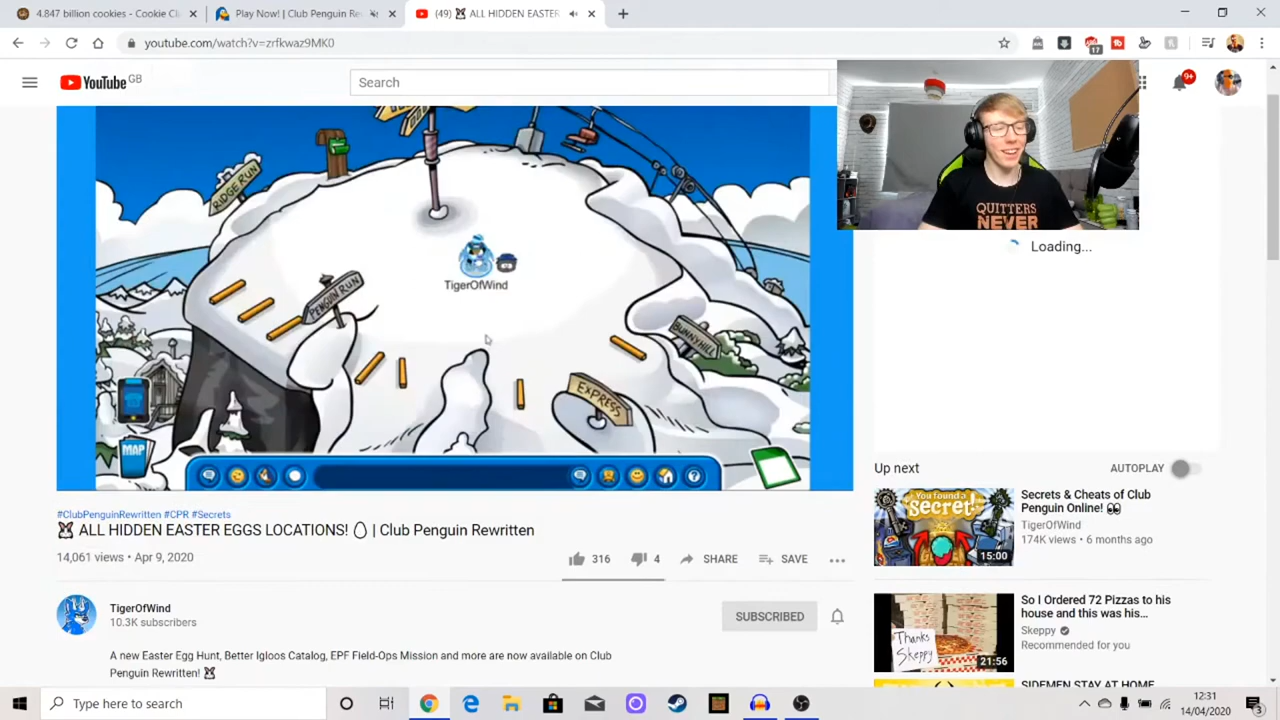 4.847 billion cookies - Cookie Cl
Play Now! | Club Penguin Re
(49) 🐰 ALL HIDDEN EASTER
youtube.com/watch?v=zrfkwaz9MK0
17
YouTube GB
Search
9+
QUITTERS
NEVER
Loading...
RIDGE RUN
PENGUIN RUN
TigerOfWind
BUNNY HILL
EXPRESS
MAP
Up next
AUTOPLAY
#ClubPenguinRewritten #CPR #Secrets
🐰 ALL HIDDEN EASTER EGGS LOCATIONS! 🥚 | Club Penguin Rewritten
14,061 views • Apr 9, 2020
316
4
SHARE
SAVE
TigerOfWind
10.3K subscribers
SUBSCRIBED
A new Easter Egg Hunt, Better Igloos Catalog, EPF Field-Ops Mission and more are now available on Club
Penguin Rewritten! 🐰
You found a
Secret!
15:00
Secrets & Cheats of Club
Penguin Online! 👀
TigerOfWind
174K views • 6 months ago
Thanks
Skeppy
21:56
So I Ordered 72 Pizzas to his
house and this was his...
Skeppy
Recommended for you
SIDEMEN STAY AT HOME
Type here to search
12:31
14/04/2020
3